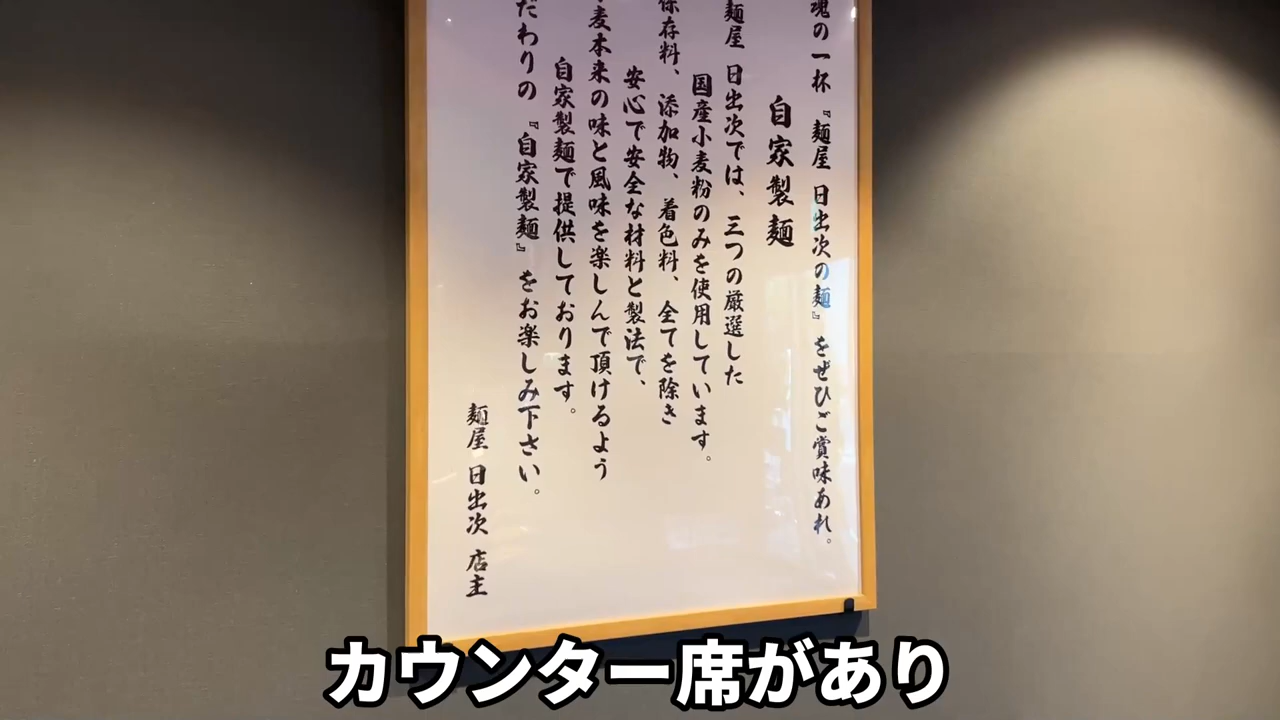 魂の一杯『麺屋 日出次の麺』をぜひご賞味あれ。
自家製麺
麺屋 日出次では、三つの厳選した
国産小麦粉のみを使用しています。
保存料、添加物、着色料、全てを除き
安心で安全な材料と製法で、
麦本来の味と風味を楽しんで頂けるよう
自家製麺で提供しております。
だわりの『自家製麺』をお楽しみ下さい。
麺屋 日出次 店主
カウンター席があり